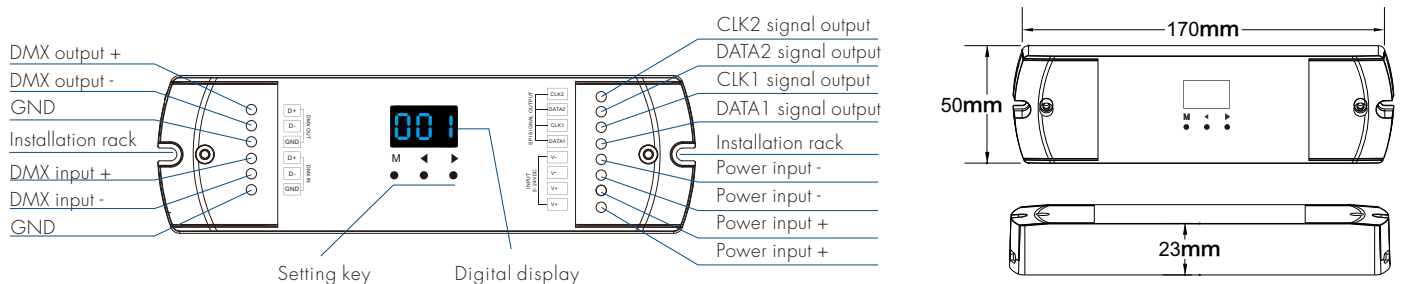 DMX output +
DMX output -
GND
Installation rack
DMX input +
DMX input -
GND
D+
D-
GND
DMX OUT
D+
D-
GND
DMX IN
001
M ◀ ▶
Setting key
Digital display
SPI SIGNAL OUTPUT
CLK2
DATA2
CLK1
DATA1
INPUT
5-24VDC
V-
V-
V+
V+
CLK2 signal output
DATA2 signal output
CLK1 signal output
DATA1 signal output
Installation rack
Power input -
Power input -
Power input +
Power input +
170mm
50mm
M ◀ ▶
23mm